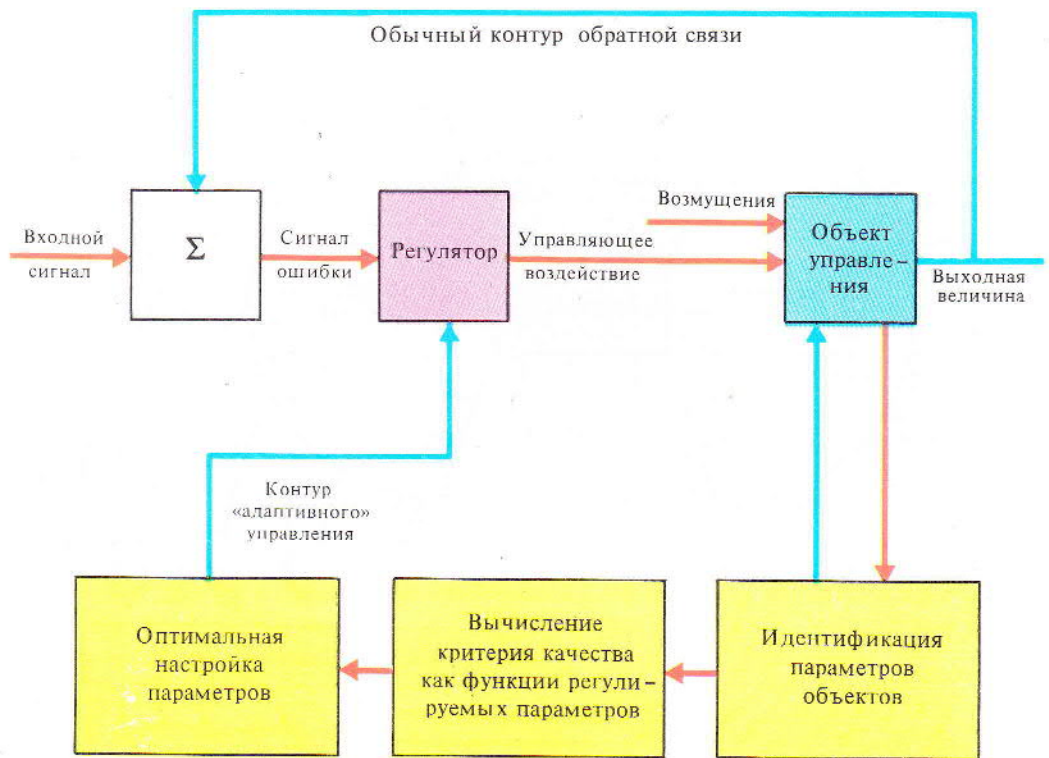 Обычный контур обратной связи
Возмущения
Входной
сигнал
Σ
Сигнал
ошибки
Регулятор
Управляющее
воздействие
Объект
управле–
ния
Выходная
величина
Контур
«адаптивного»
управления
Оптимальная
настройка
параметров
Вычисление
критерия качества
как функции регули–
руемых параметров
Идентификация
параметров
объектов